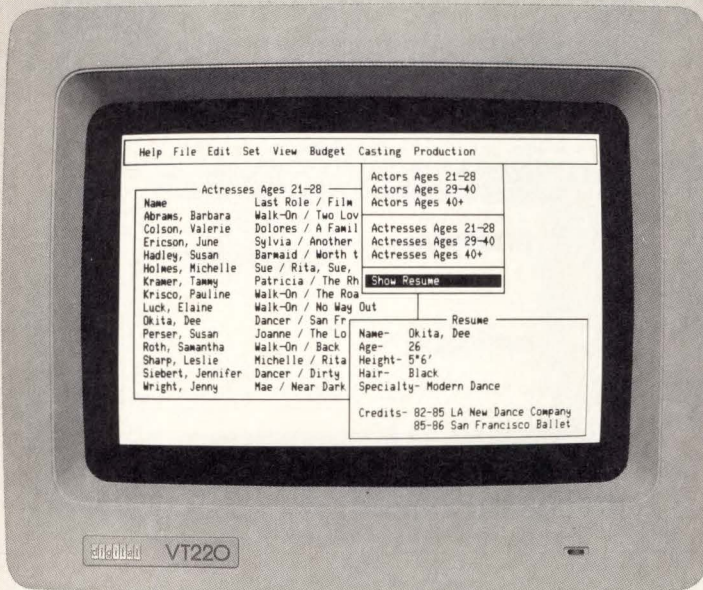 Help File Edit Set View Budget Casting Production
Actors Ages 21-28
Actors Ages 29-40
Actors Ages 40+
Actresses Ages 21-28
Actresses Ages 29-40
Actresses Ages 40+
Show Resume
Actresses Ages 21-28
Name Last Role / Film
Abrams, Barbara Walk-On / Two Lov
Colson, Valerie Dolores / A Famil
Ericson, June Sylvia / Another
Hadley, Susan Barmaid / Worth t
Holmes, Michelle Sue / Rita, Sue,
Kramer, Tammy Patricia / The Rh
Krisco, Pauline Walk-On / The Roa
Luck, Elaine Walk-On / No Way Out
Okita, Dee Dancer / San Fr
Perser, Susan Joanne / The Lo
Roth, Samantha Walk-On / Back
Sharp, Leslie Michelle / Rita
Siebert, Jennifer Dancer / Dirty
Wright, Jenny Mae / Near Dark
Resume
Name- Okita, Dee
Age- 26
Height- 5"6'
Hair- Black
Specialty- Modern Dance
Credits- 82-85 LA New Dance Company
85-86 San Francisco Ballet
digital VT220